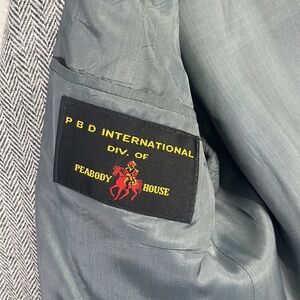 P B D INTERNATIONAL
DIV. OF
PEABODY HOUSE